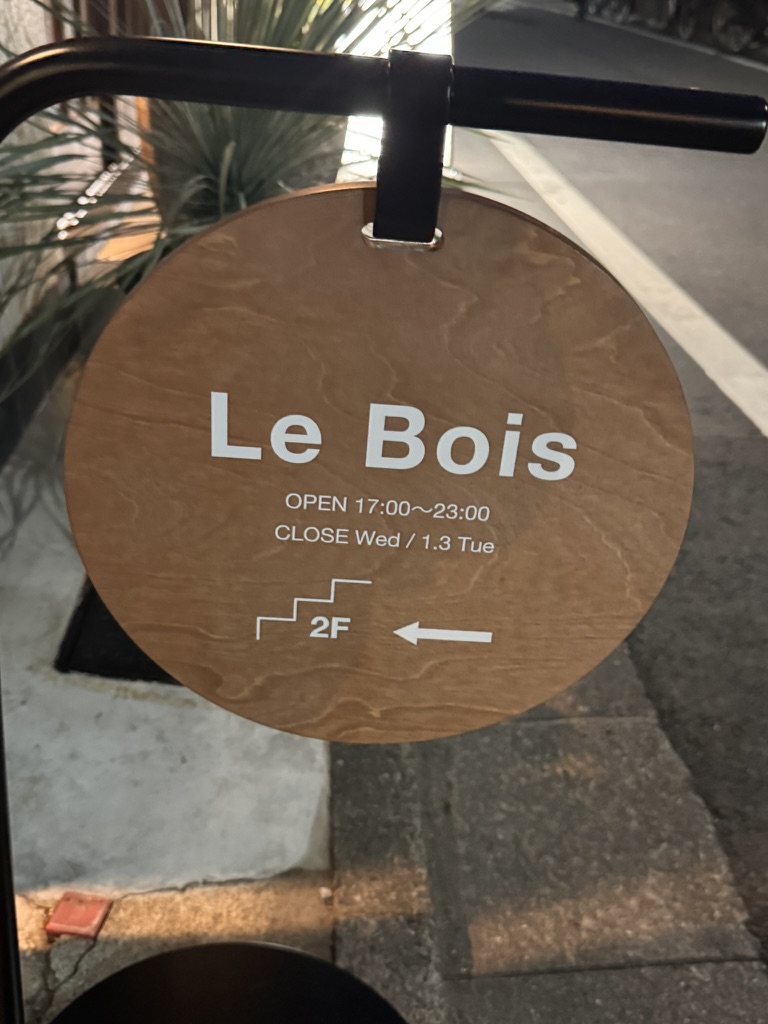 Le Bois
OPEN 17:00〜23:00
CLOSE Wed / 1.3 Tue
2F